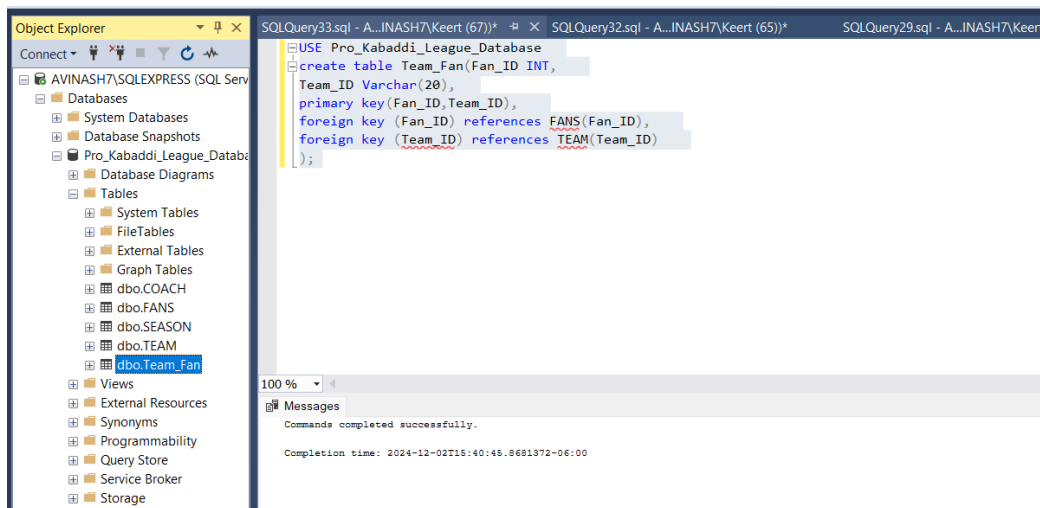 Object Explorer
Connect
AVINASH7\SQLEXPRESS (SQL Serv
Databases
System Databases
Database Snapshots
Pro_Kabaddi_League_Databa
Database Diagrams
Tables
System Tables
FileTables
External Tables
Graph Tables
dbo.COACH
dbo.FANS
dbo.SEASON
dbo.TEAM
dbo.Team_Fan
Views
External Resources
Synonyms
Programmability
Query Store
Service Broker
Storage
SQLQuery33.sql - A...INASH7\Keert (67))* SQLQuery32.sql - A...INASH7\Keert (65))* SQLQuery29.sql - A...INASH7\Keert
USE Pro_Kabaddi_League_Database
create table Team_Fan(Fan_ID INT,
Team_ID Varchar(20),
primary key(Fan_ID,Team_ID),
foreign key (Fan_ID) references FANS(Fan_ID),
foreign key (Team_ID) references TEAM(Team_ID)
);
100 %
Messages
Commands completed successfully.
Completion time: 2024-12-02T15:40:45.8681372-06:00